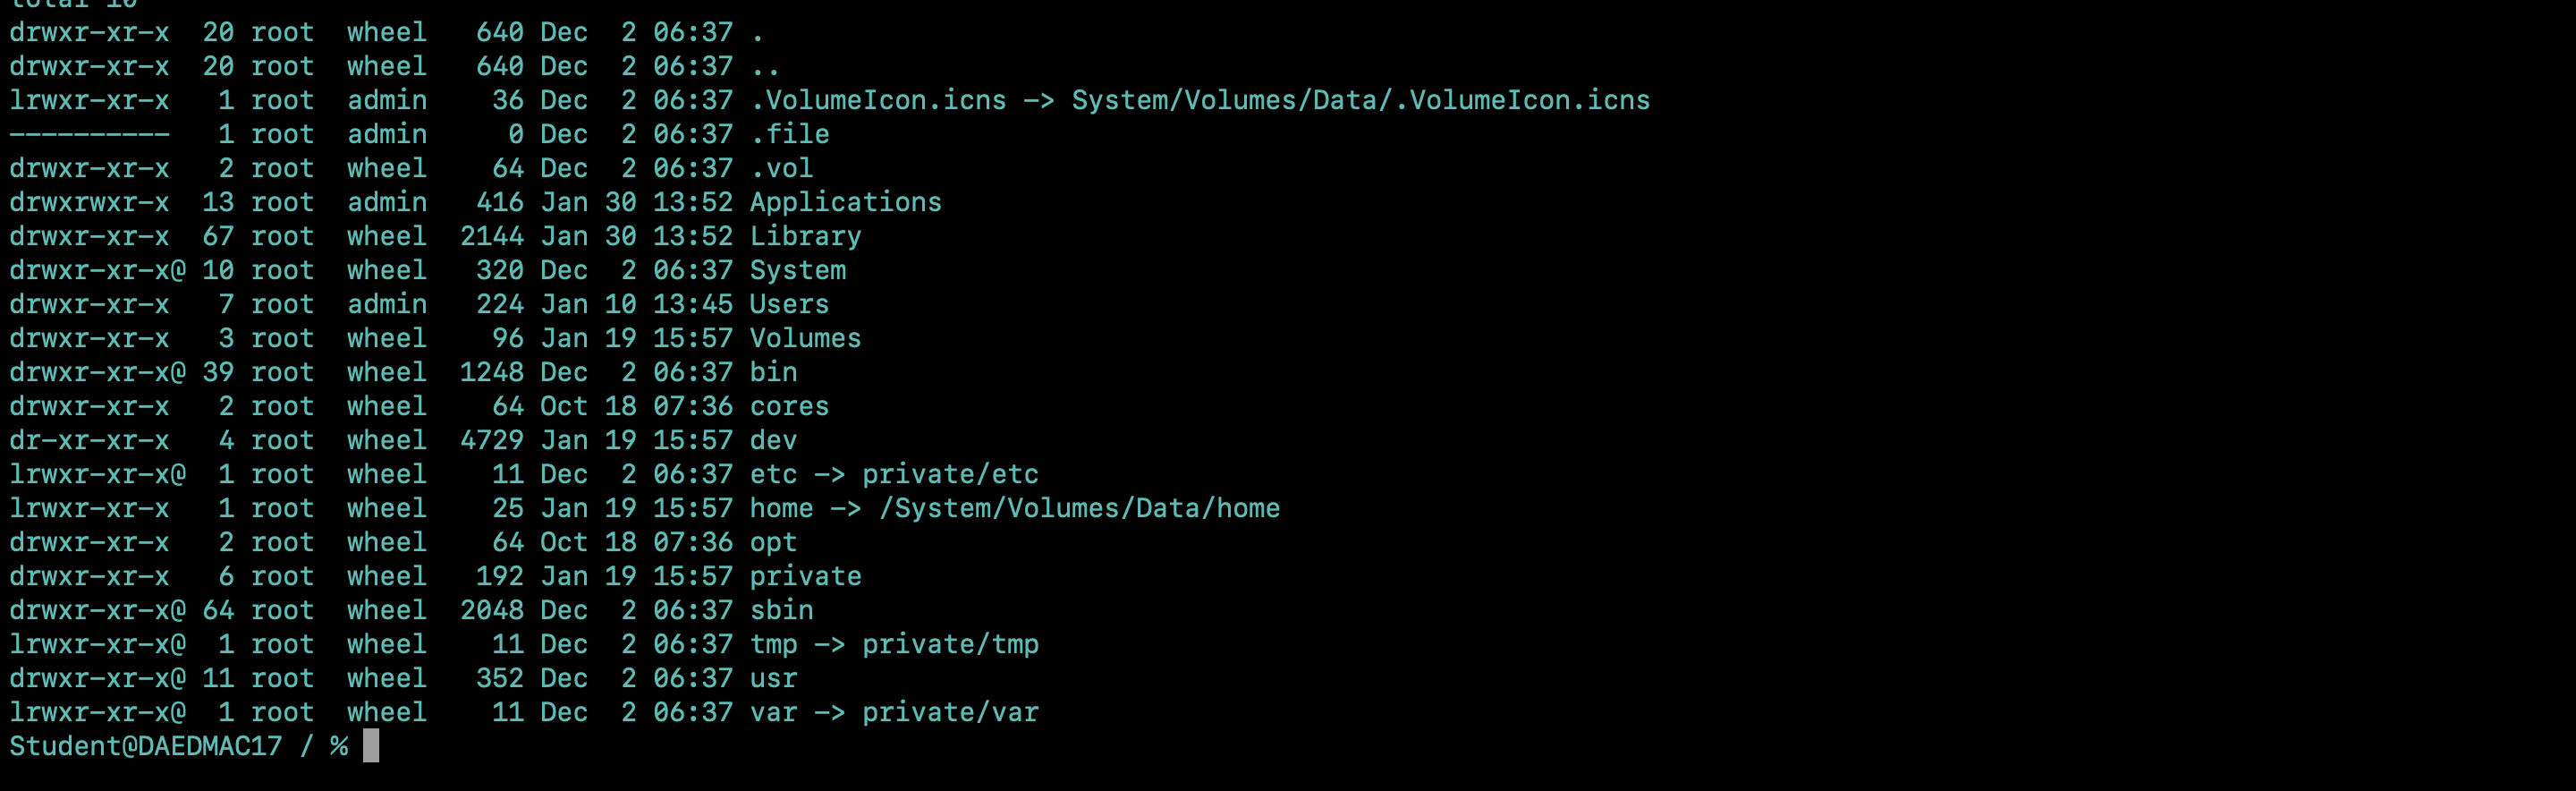 total 10
drwxr-xr-x  20 root  wheel   640 Dec  2 06:37 .
drwxr-xr-x  20 root  wheel   640 Dec  2 06:37 ..
lrwxr-xr-x   1 root  admin    36 Dec  2 06:37 .VolumeIcon.icns -> System/Volumes/Data/.VolumeIcon.icns
----------   1 root  admin     0 Dec  2 06:37 .file
drwxr-xr-x   2 root  wheel    64 Dec  2 06:37 .vol
drwxrwxr-x  13 root  admin   416 Jan 30 13:52 Applications
drwxr-xr-x  67 root  wheel  2144 Jan 30 13:52 Library
drwxr-xr-x@ 10 root  wheel   320 Dec  2 06:37 System
drwxr-xr-x   7 root  admin   224 Jan 10 13:45 Users
drwxr-xr-x   3 root  wheel    96 Jan 19 15:57 Volumes
drwxr-xr-x@ 39 root  wheel  1248 Dec  2 06:37 bin
drwxr-xr-x   2 root  wheel    64 Oct 18 07:36 cores
dr-xr-xr-x   4 root  wheel  4729 Jan 19 15:57 dev
lrwxr-xr-x@  1 root  wheel    11 Dec  2 06:37 etc -> private/etc
lrwxr-xr-x   1 root  wheel    25 Jan 19 15:57 home -> /System/Volumes/Data/home
drwxr-xr-x   2 root  wheel    64 Oct 18 07:36 opt
drwxr-xr-x   6 root  wheel   192 Jan 19 15:57 private
drwxr-xr-x@ 64 root  wheel  2048 Dec  2 06:37 sbin
lrwxr-xr-x@  1 root  wheel    11 Dec  2 06:37 tmp -> private/tmp
drwxr-xr-x@ 11 root  wheel   352 Dec  2 06:37 usr
lrwxr-xr-x@  1 root  wheel    11 Dec  2 06:37 var -> private/var
Student@DAEDMAC17 / %